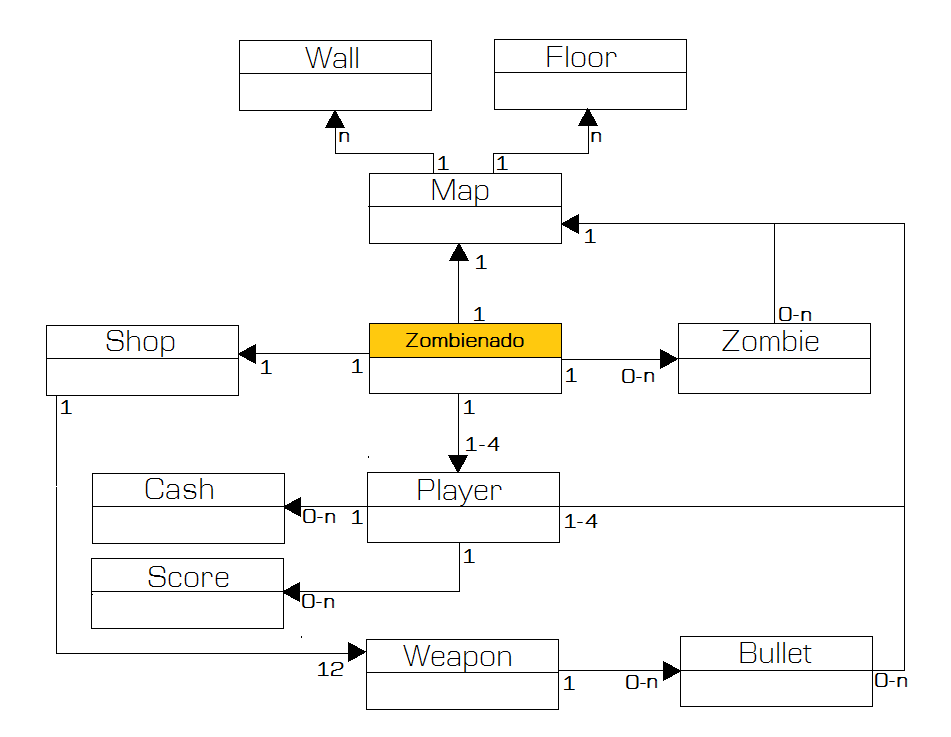 Wall
Floor
n
n
1
1
Map
1
1
1
0-n
Shop
Zombienado
Zombie
1
1
1
0-n
1
1
1-4
Cash
Player
0-n
1
1-4
1
Score
0-n
Weapon
Bullet
12
1
0-n
0-n